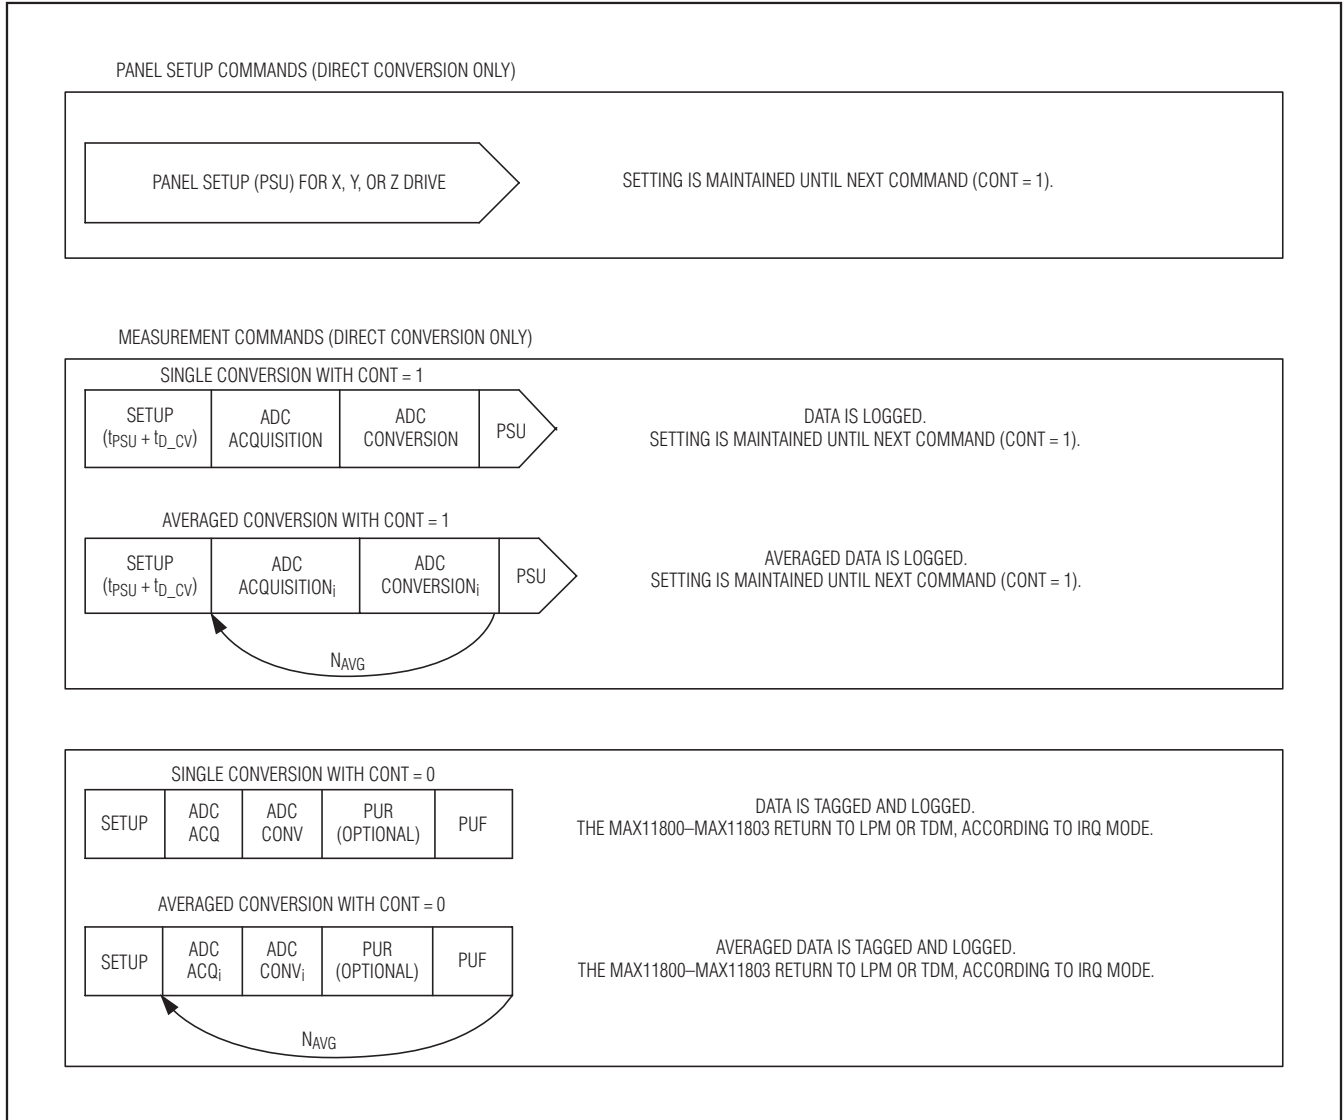 PANEL SETUP COMMANDS (DIRECT CONVERSION ONLY)
PANEL SETUP (PSU) FOR X, Y, OR Z DRIVE
SETTING IS MAINTAINED UNTIL NEXT COMMAND (CONT = 1).
MEASUREMENT COMMANDS (DIRECT CONVERSION ONLY)
SINGLE CONVERSION WITH CONT = 1
SETUP
(tPSU + tD_CV)
ADC
ACQUISITION
ADC
CONVERSION
PSU
DATA IS LOGGED.
SETTING IS MAINTAINED UNTIL NEXT COMMAND (CONT = 1).
AVERAGED CONVERSION WITH CONT = 1
SETUP
(tPSU + tD_CV)
ADC
ACQUISITIONi
ADC
CONVERSIONi
PSU
NAVG
AVERAGED DATA IS LOGGED.
SETTING IS MAINTAINED UNTIL NEXT COMMAND (CONT = 1).
SINGLE CONVERSION WITH CONT = 0
SETUP
ADC
ACQ
ADC
CONV
PUR
(OPTIONAL)
PUF
DATA IS TAGGED AND LOGGED.
THE MAX11800–MAX11803 RETURN TO LPM OR TDM, ACCORDING TO IRQ MODE.
AVERAGED CONVERSION WITH CONT = 0
SETUP
ADC
ACQi
ADC
CONVi
PUR
(OPTIONAL)
PUF
NAVG
AVERAGED DATA IS TAGGED AND LOGGED.
THE MAX11800–MAX11803 RETURN TO LPM OR TDM, ACCORDING TO IRQ MODE.